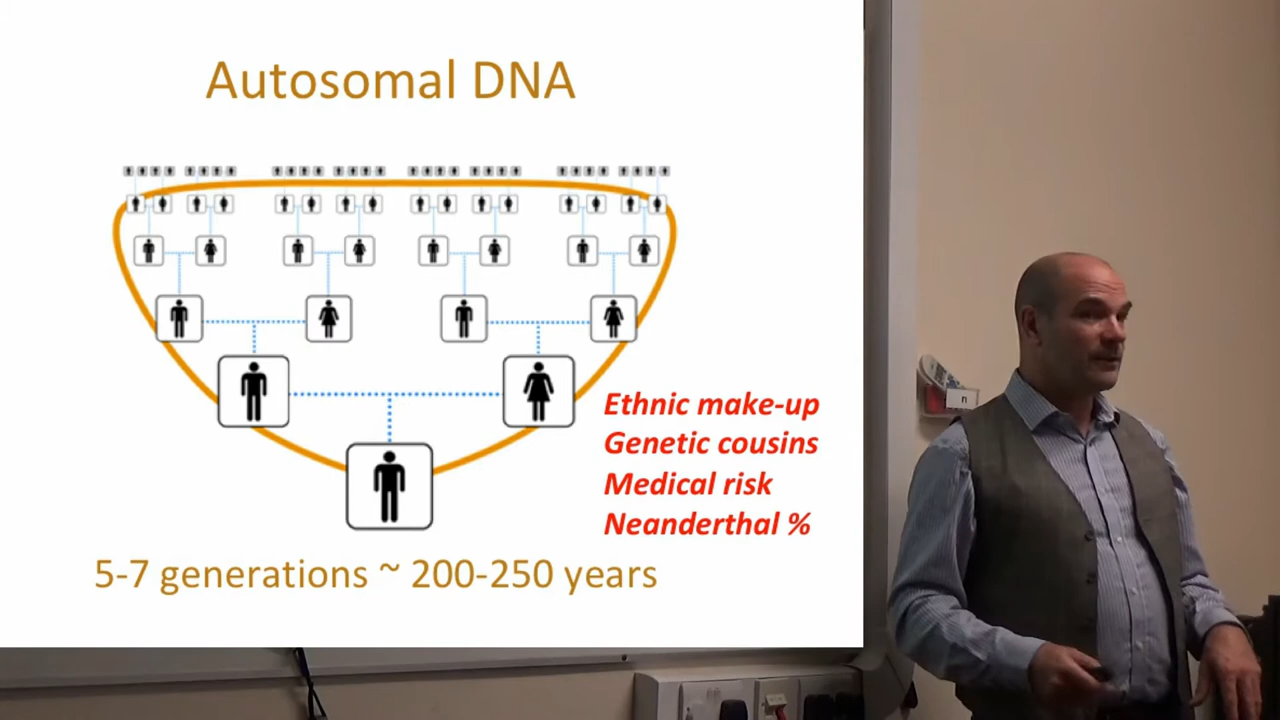 Autosomal DNA
Ethnic make-up
Genetic cousins
Medical risk
Neanderthal %
5-7 generations ~ 200-250 years
n